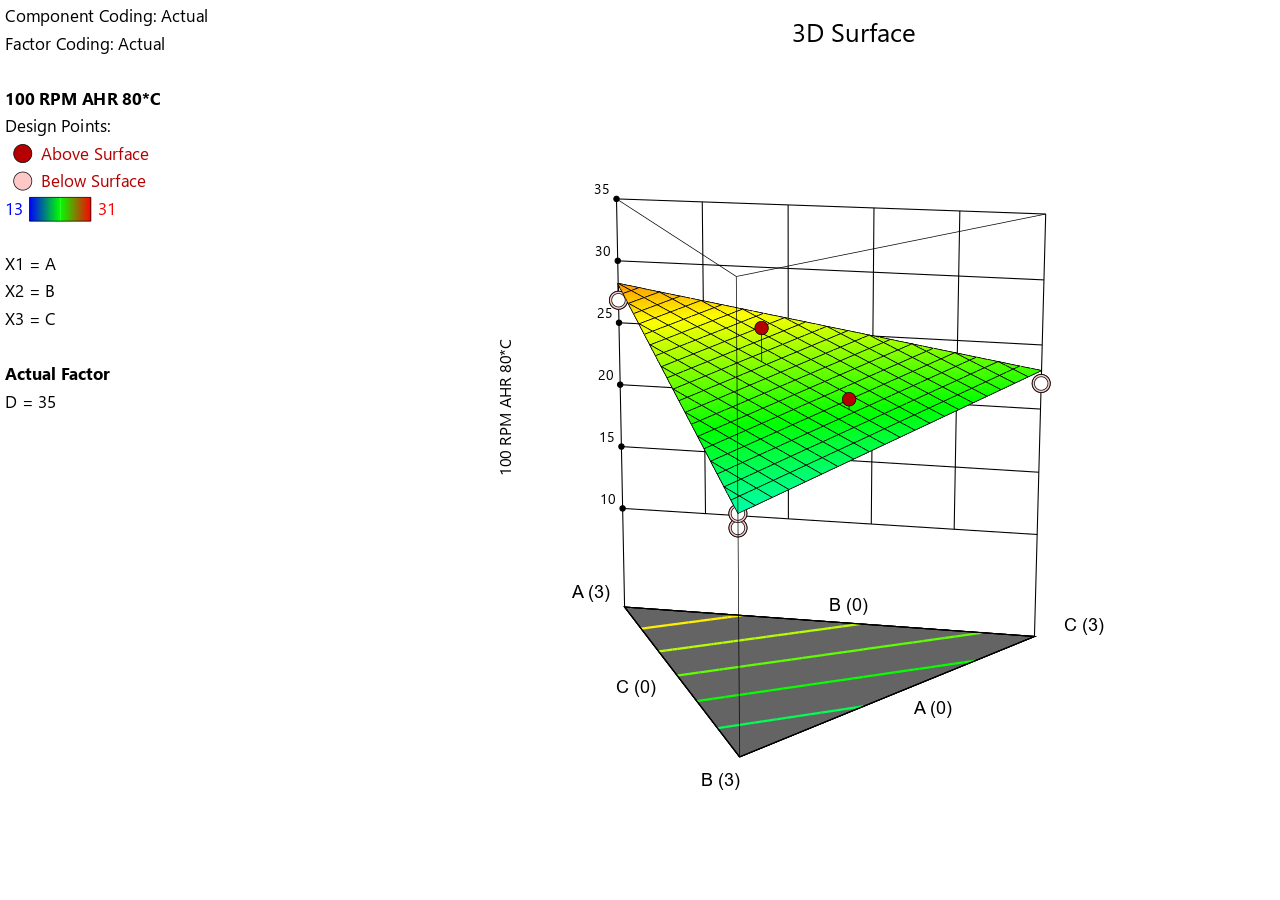 Component Coding: Actual
Factor Coding: Actual
100 RPM AHR 80*C
Design Points:
Above Surface
Below Surface
13 31
X1 = A
X2 = B
X3 = C
Actual Factor
D = 35
3D Surface
35
30
25
20
15
10
100 RPM AHR 80*C
A (3)
B (0)
C (3)
C (0)
A (0)
B (3)